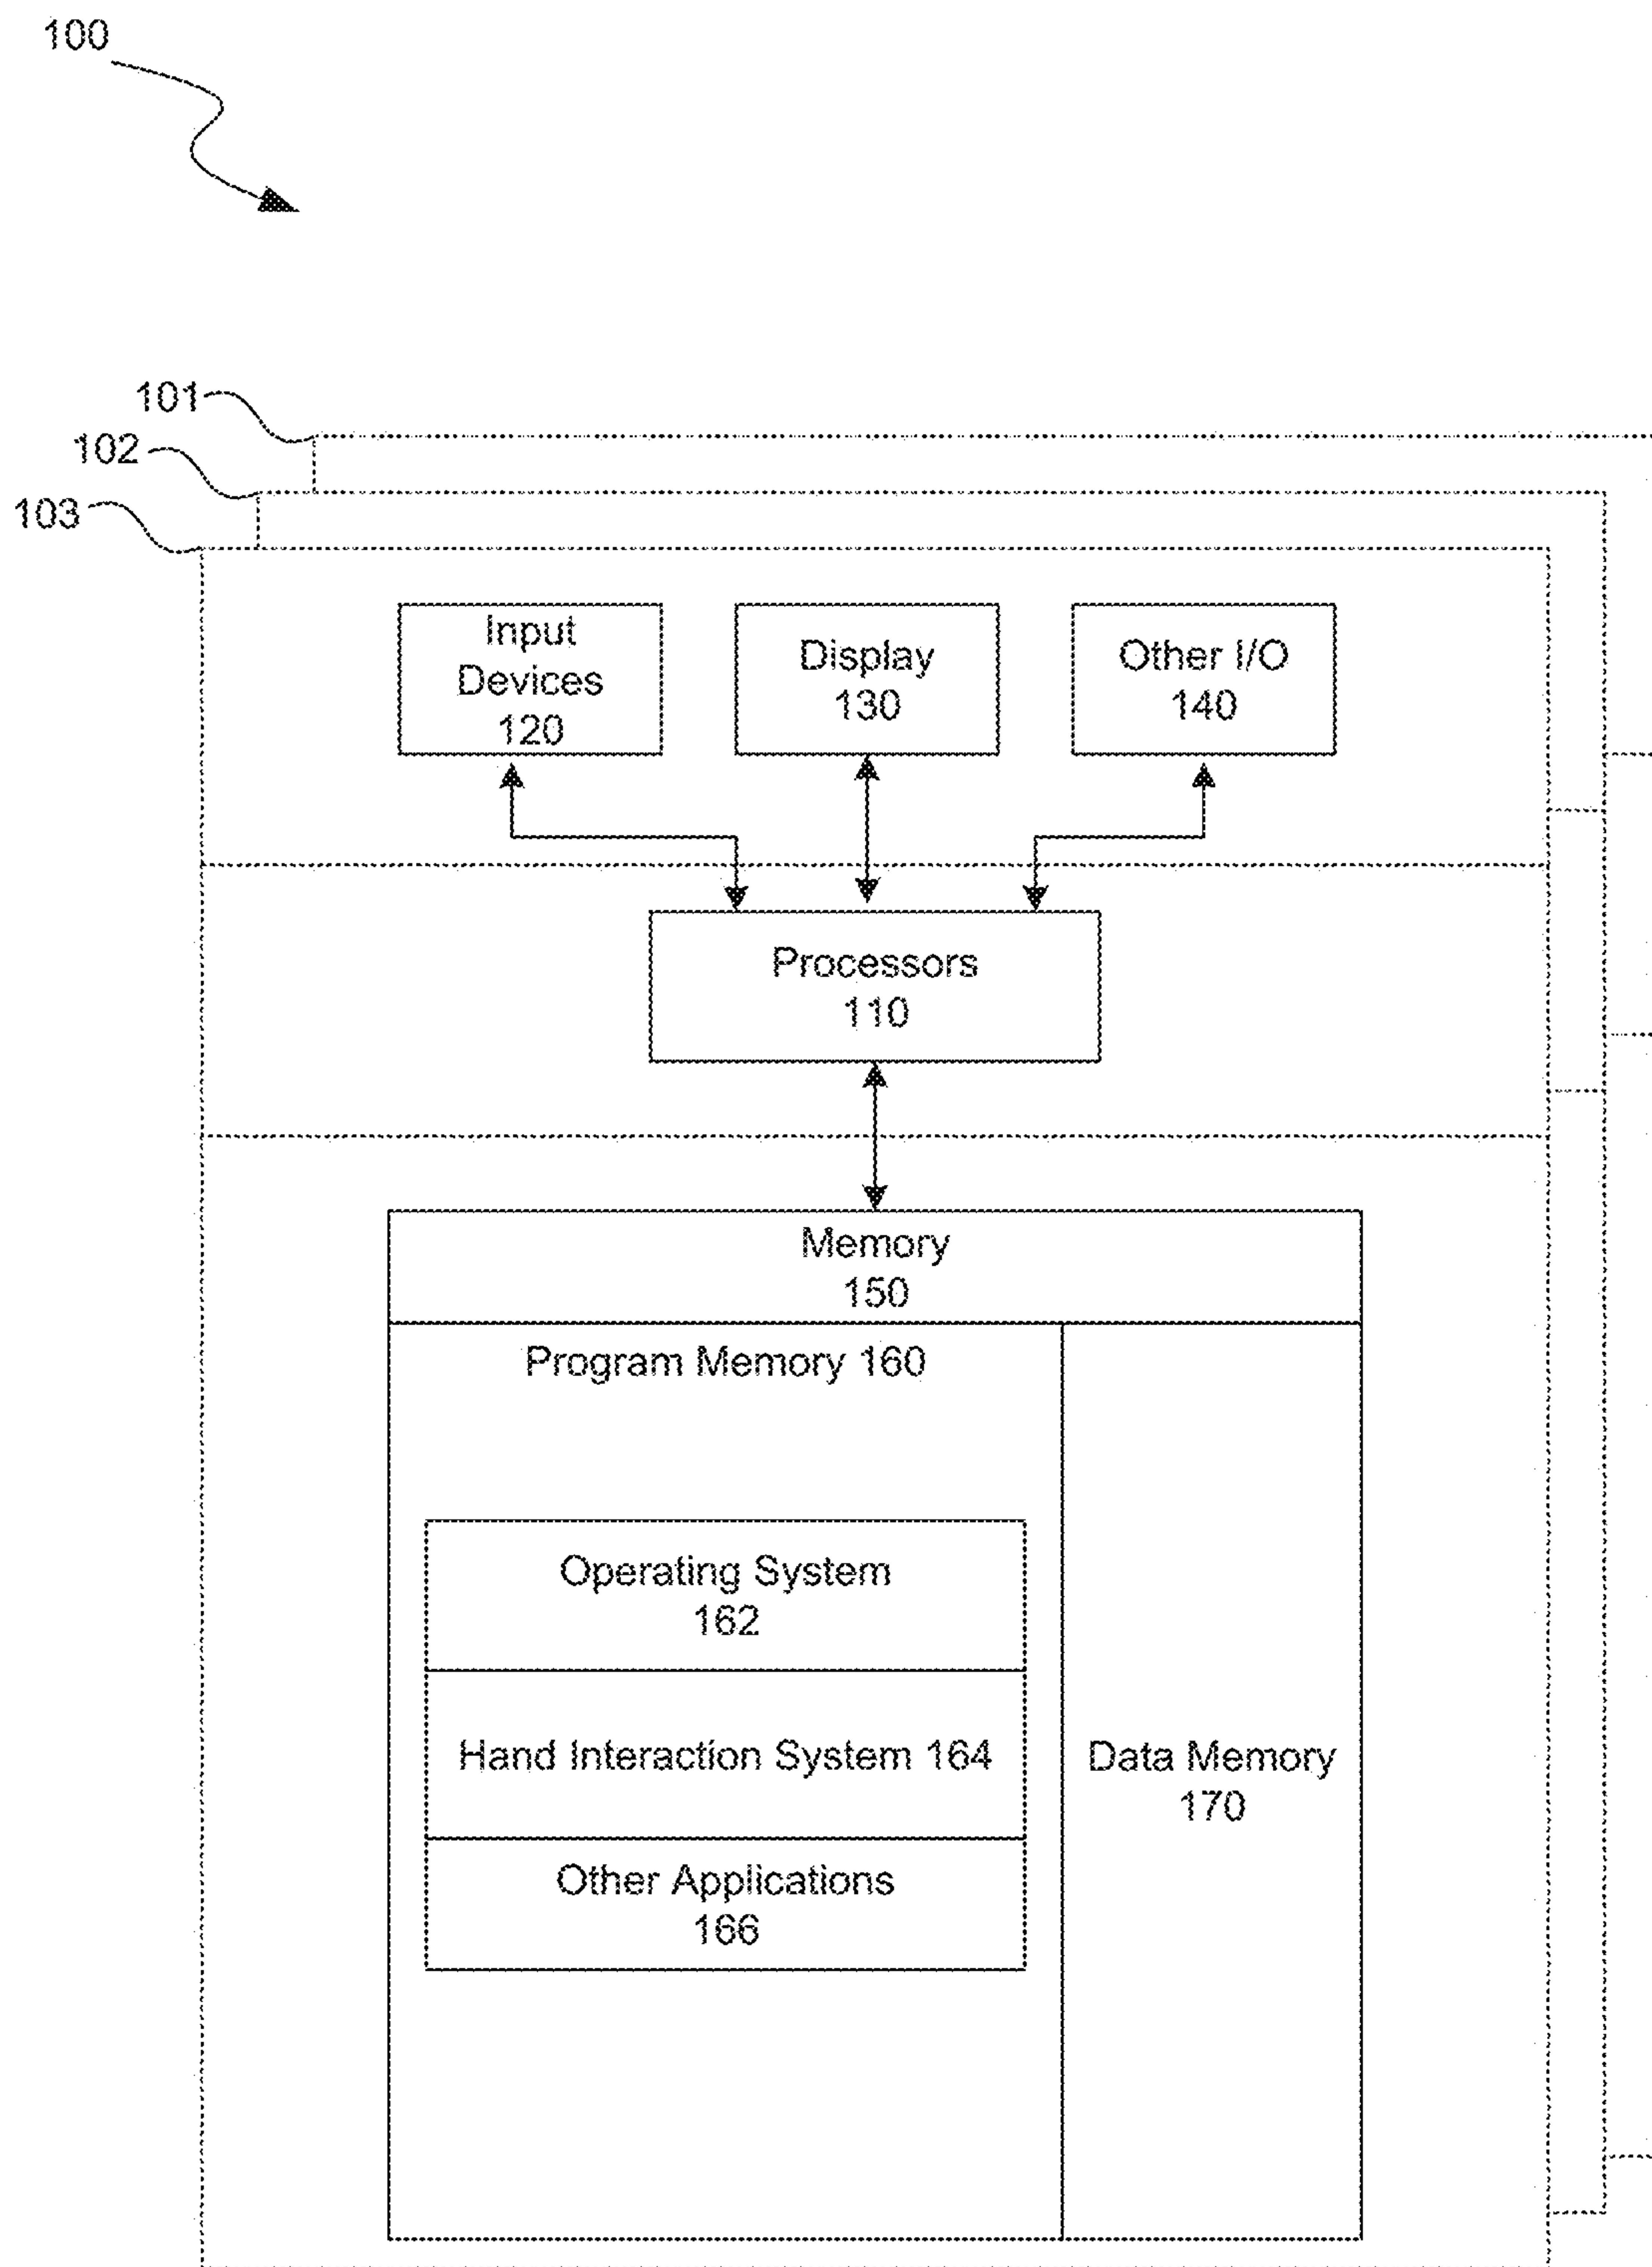 100
101
102
103
Input
Devices
120
Display
130
Other I/O
140
Processors
110
Memory
150
Program Memory 160
Operating System
162
Hand Interaction System 164
Other Applications
166
Data Memory
170